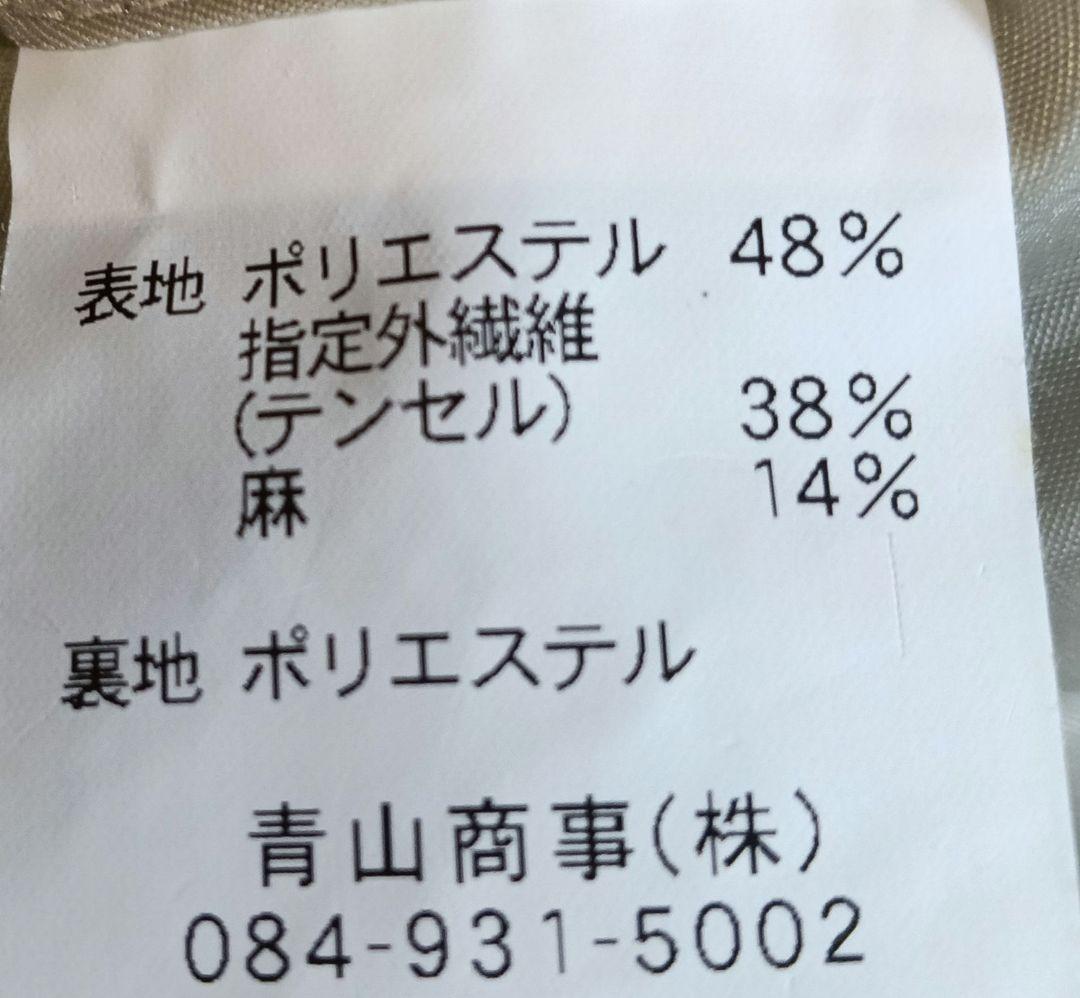 表地 ポリエステル 48%
指定外繊維
(テンセル) 38%
麻 14%
裏地 ポリエステル
青山商事(株)
084-931-5002